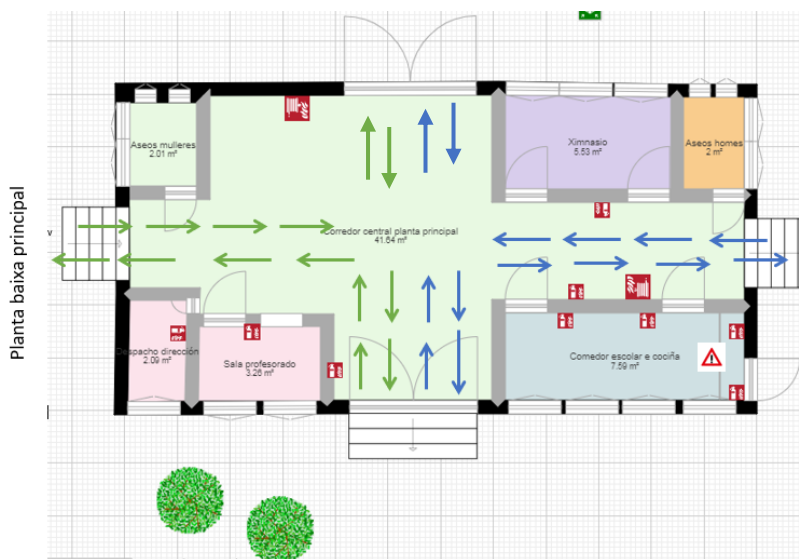 Planta baixa principal
Aseos mulleres
2.01 m²
Ximnasio
5.53 m²
Aseos homes
2 m²
Corredor central planta principal
41.64 m²
Despacho dirección
2.09 m²
Sala profesorado
3.26 m²
Comedor escolar e cociña
7.59 m²